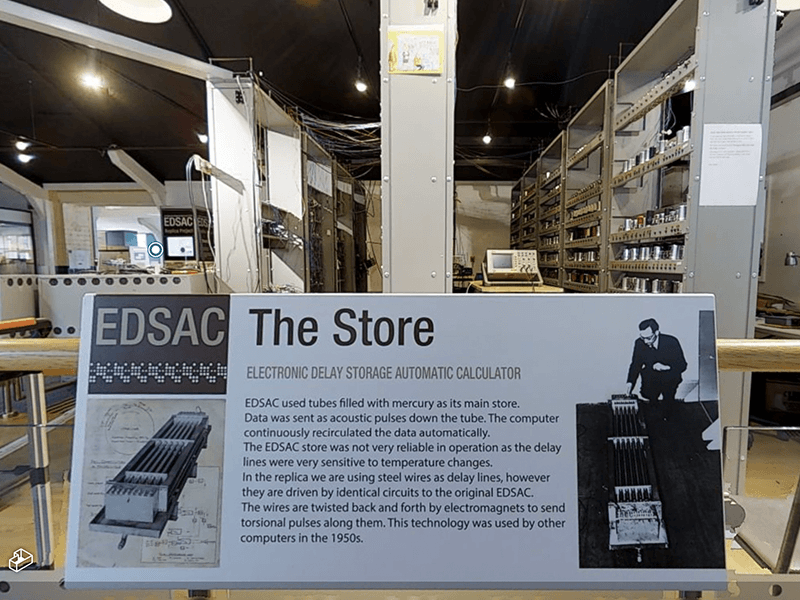 EDSAC
Replica Project
EDSAC
The Store
ELECTRONIC DELAY STORAGE AUTOMATIC CALCULATOR
EDSAC used tubes filled with mercury as its main store.
Data was sent as acoustic pulses down the tube. The computer
continuously recirculated the data automatically.
The EDSAC store was not very reliable in operation as the delay
lines were very sensitive to temperature changes.
In the replica we are using steel wires as delay lines, however
they are driven by identical circuits to the original EDSAC.
The wires are twisted back and forth by electromagnets to send
torsional pulses along them. This technology was used by other
computers in the 1950s.